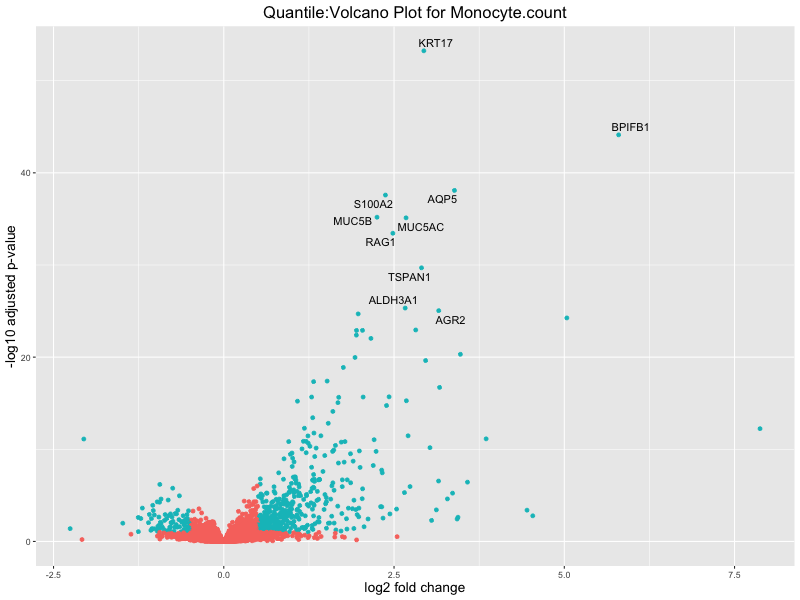 Quantile:Volcano Plot for Monocyte.count
KRT17
BPIFB1
AQP5
S100A2
MUC5B
MUC5AC
RAG1
TSPAN1
ALDH3A1
AGR2
-log10 adjusted p-value
40
20
0
-2.5 0.0 2.5 5.0 7.5
log2 fold change